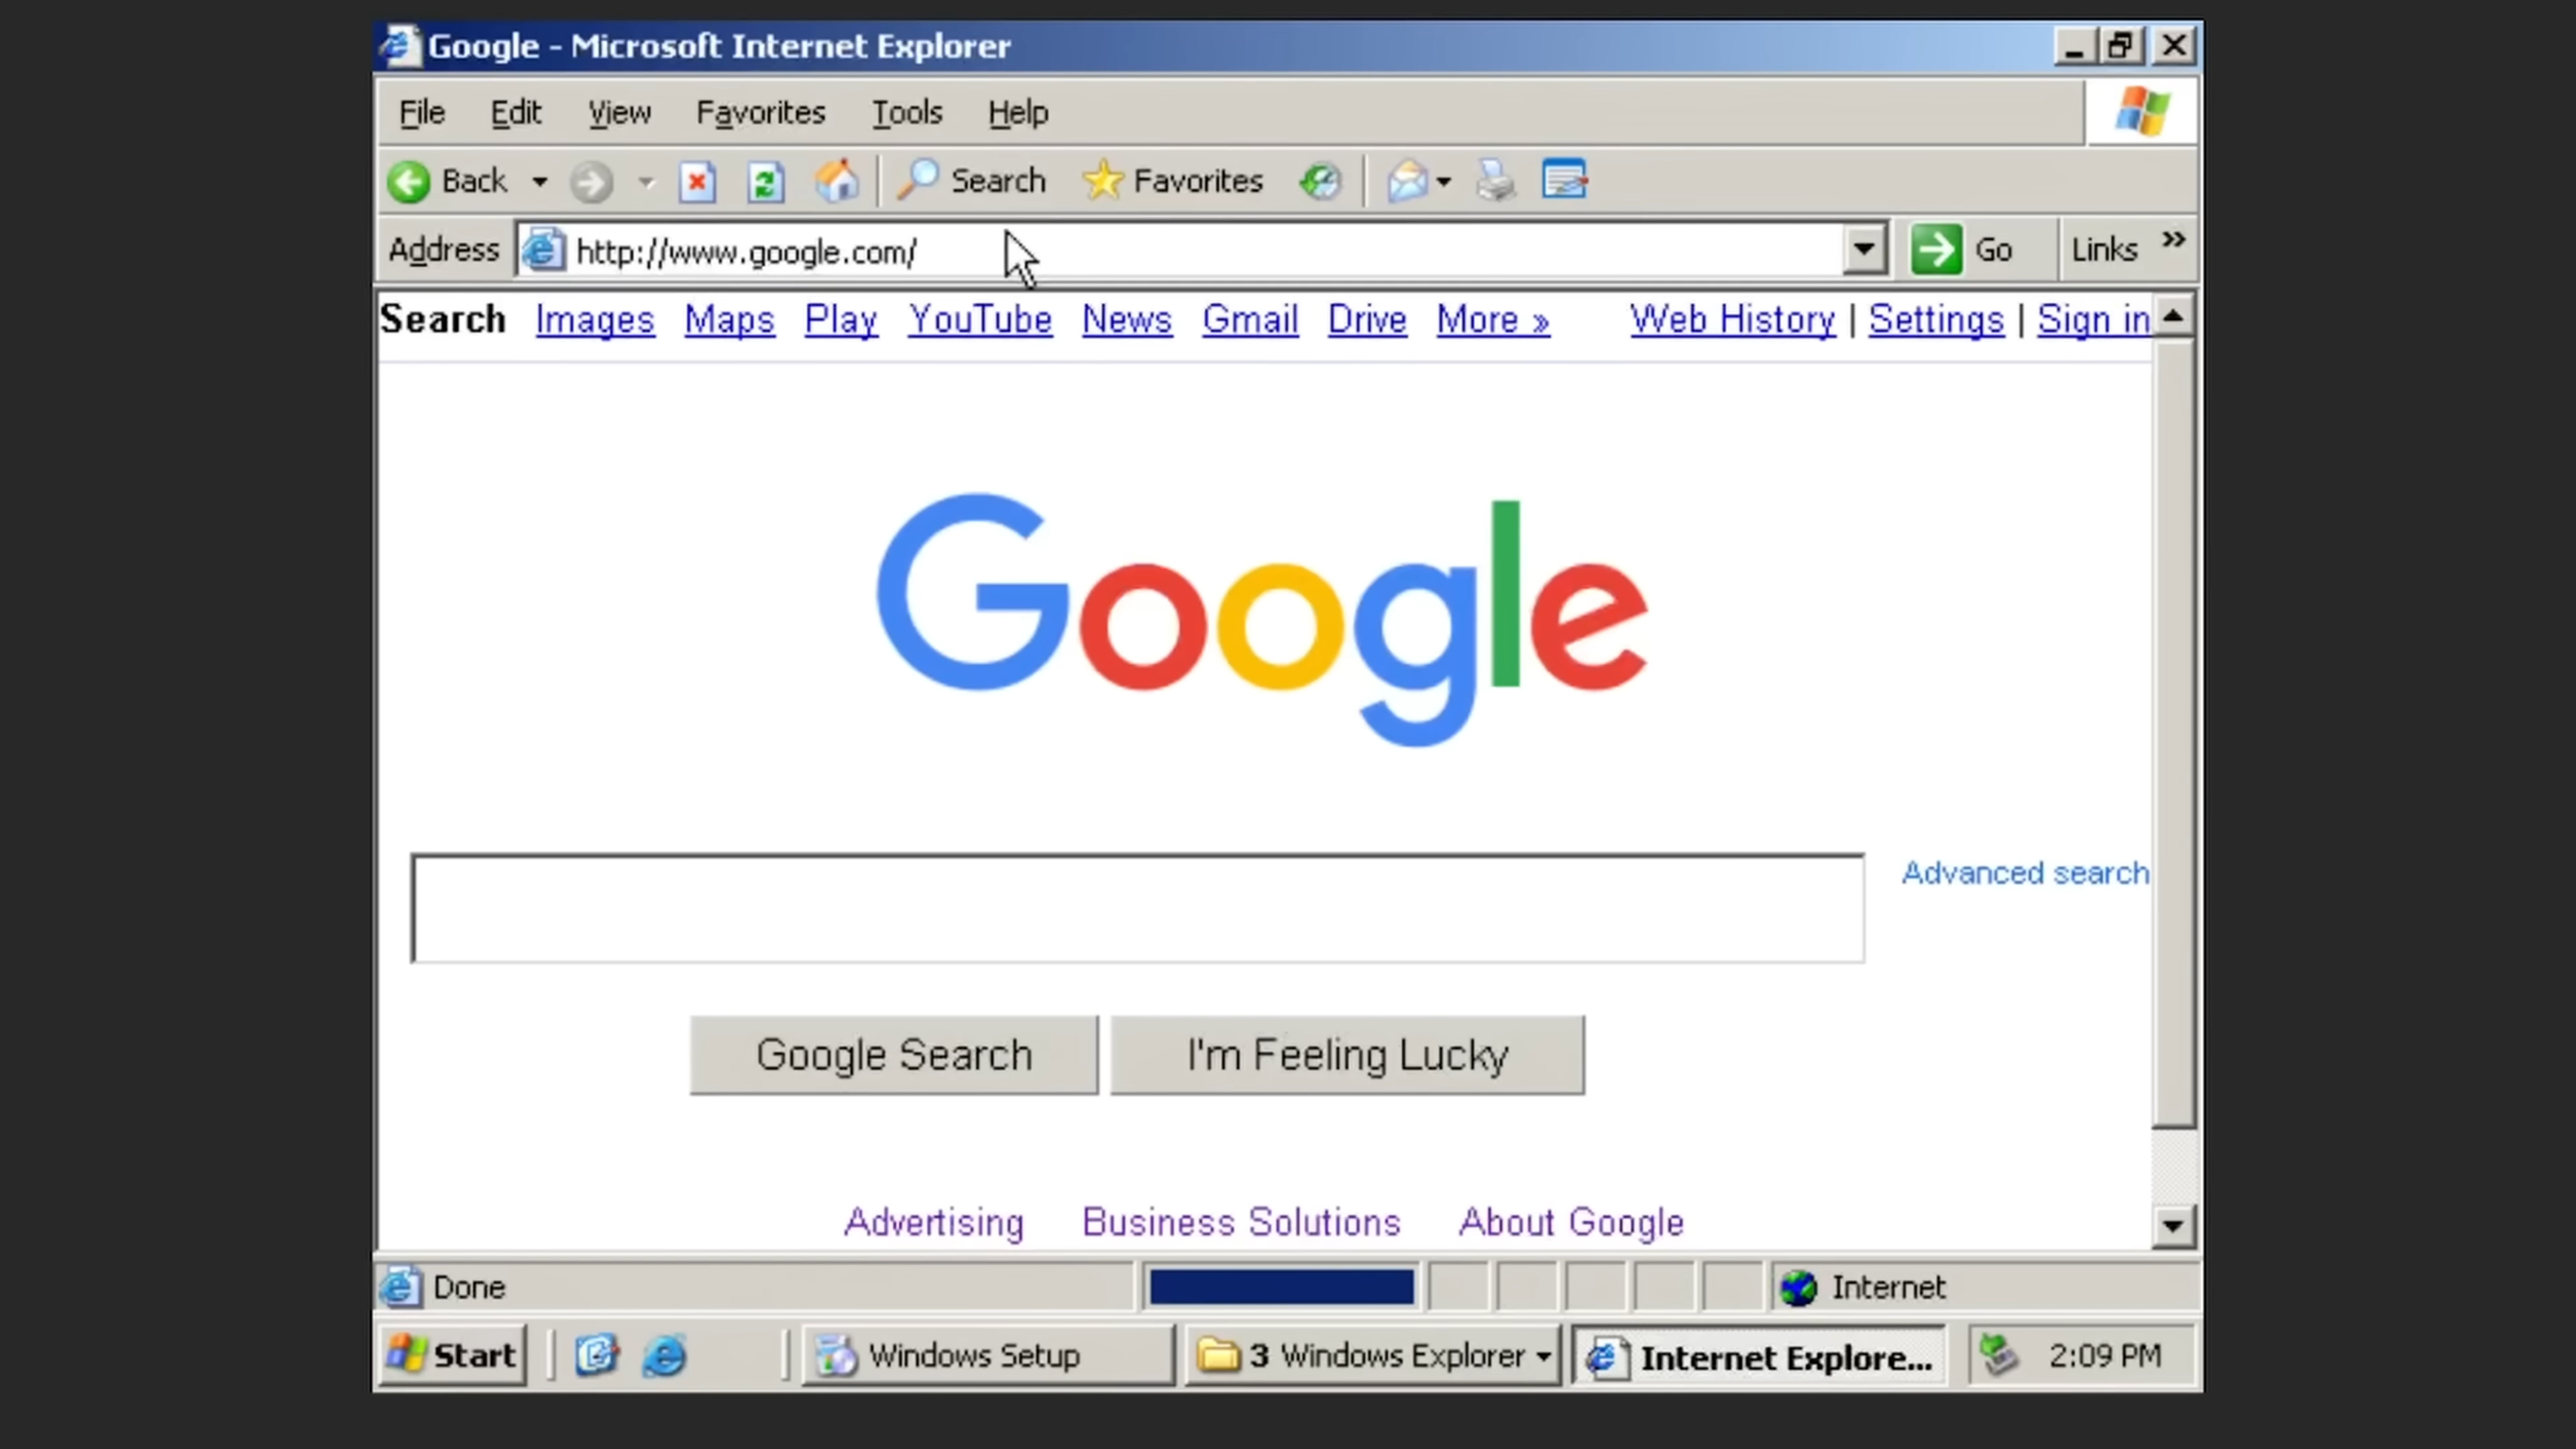 Google - Microsoft Internet Explorer
File Edit View Favorites Tools Help
Back Search Favorites
Address http://www.google.com/ Go Links »
Search Images Maps Play YouTube News Gmail Drive More » Web History | Settings | Sign in
Google
Advanced search
Google Search I'm Feeling Lucky
Advertising Business Solutions About Google
Done Internet
Start Windows Setup 3 Windows Explorer Internet Explore... 2:09 PM